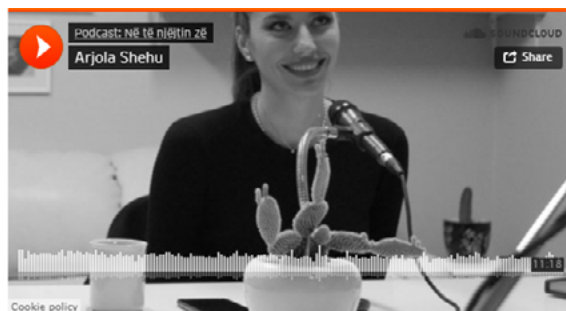 Podcast: Në të njëjtin zë
SOUNDCLOUD
Arjola Shehu
Share
11:18
Cookie policy